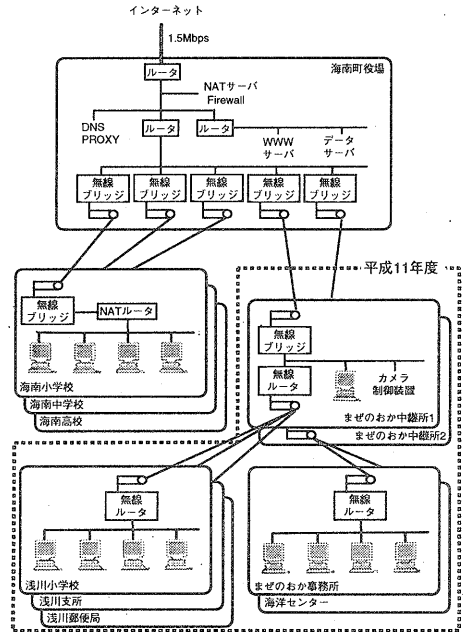 インターネット
1.5Mbps
海南町役場
ルータ
NATサーバ
Firewall
DNS
PROXY
ルータ
ルータ
WWW
サーバ
データ
サーバ
無線
ブリッジ
無線
ブリッジ
無線
ブリッジ
無線
ブリッジ
無線
ブリッジ
平成11年度
無線
ブリッジ
NATルータ
海南小学校
海南中学校
海南高校
無線
ブリッジ
無線
ルータ
カメラ
制御装置
まぜのおか中継所1
まぜのおか中継所2
無線
ルータ
浅川小学校
浅川支所
浅川郵便局
無線
ルータ
まぜのおか事務所
海洋センター